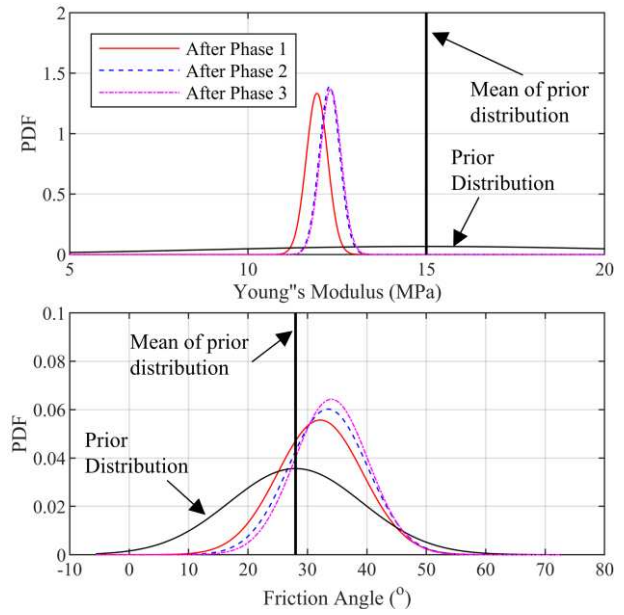 2
1.5
1
0.5
0
PDF
After Phase 1
After Phase 2
After Phase 3
Mean of prior
distribution
Prior
Distribution
5
10
15
20
Young"s Modulus (MPa)
0.1
0.08
0.06
0.04
0.02
0
PDF
Mean of prior
distribution
Prior
Distribution
-10
0
10
20
30
40
50
60
70
80
Friction Angle (°)